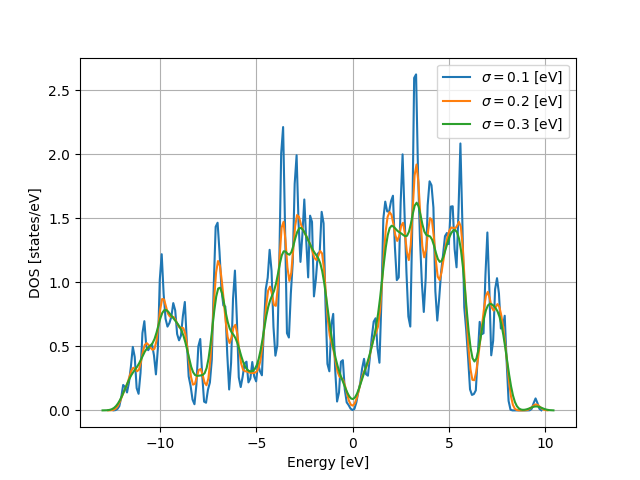 2.5
2.0
1.5
1.0
0.5
0.0
DOS [states/eV]
σ = 0.1 [eV]
σ = 0.2 [eV]
σ = 0.3 [eV]
−10 −5 0 5 10
Energy [eV]